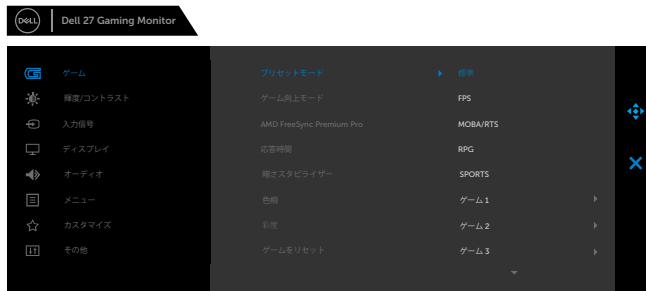 DELL
Dell 27 Gaming Monitor
ゲーム
輝度/コントラスト
入力信号
ディスプレイ
オーディオ
メニュー
カスタマイズ
その他
プリセットモード
ゲーム向上モード
AMD FreeSync Premium Pro
応答時間
暗さスタビライザー
色相
彩度
ゲームをリセット
標準
FPS
MOBA/RTS
RPG
SPORTS
ゲーム 1
ゲーム 2
ゲーム 3